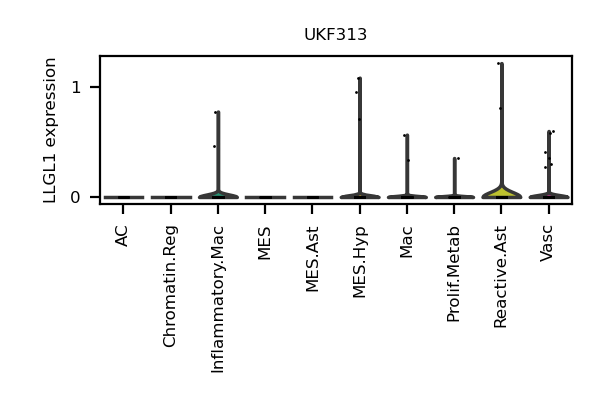 UKF313
LLGL1 expression
1
0
AC
Chromatin.Reg
Inflammatory.Mac
MES
MES.Ast
MES.Hyp
Mac
Prolif.Metab
Reactive.Ast
Vasc